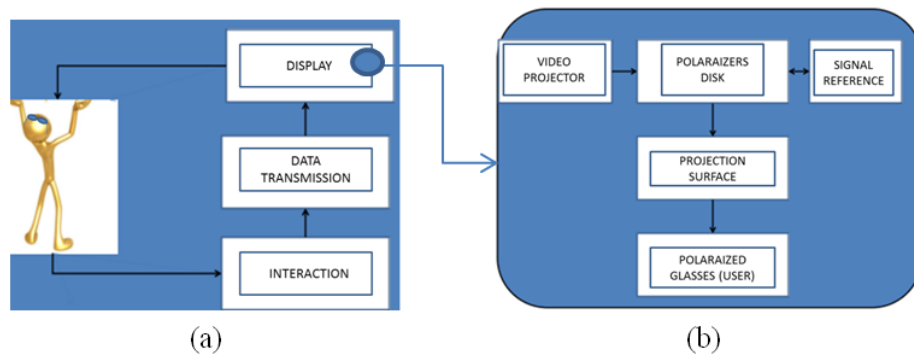 DISPLAY
DATA
TRANSMISSION
INTERACTION
(a)
VIDEO
PROJECTOR
POLARAIZERS
DISK
SIGNAL
REFERENCE
PROJECTION
SURFACE
POLARAIZED
GLASSES (USER)
(b)